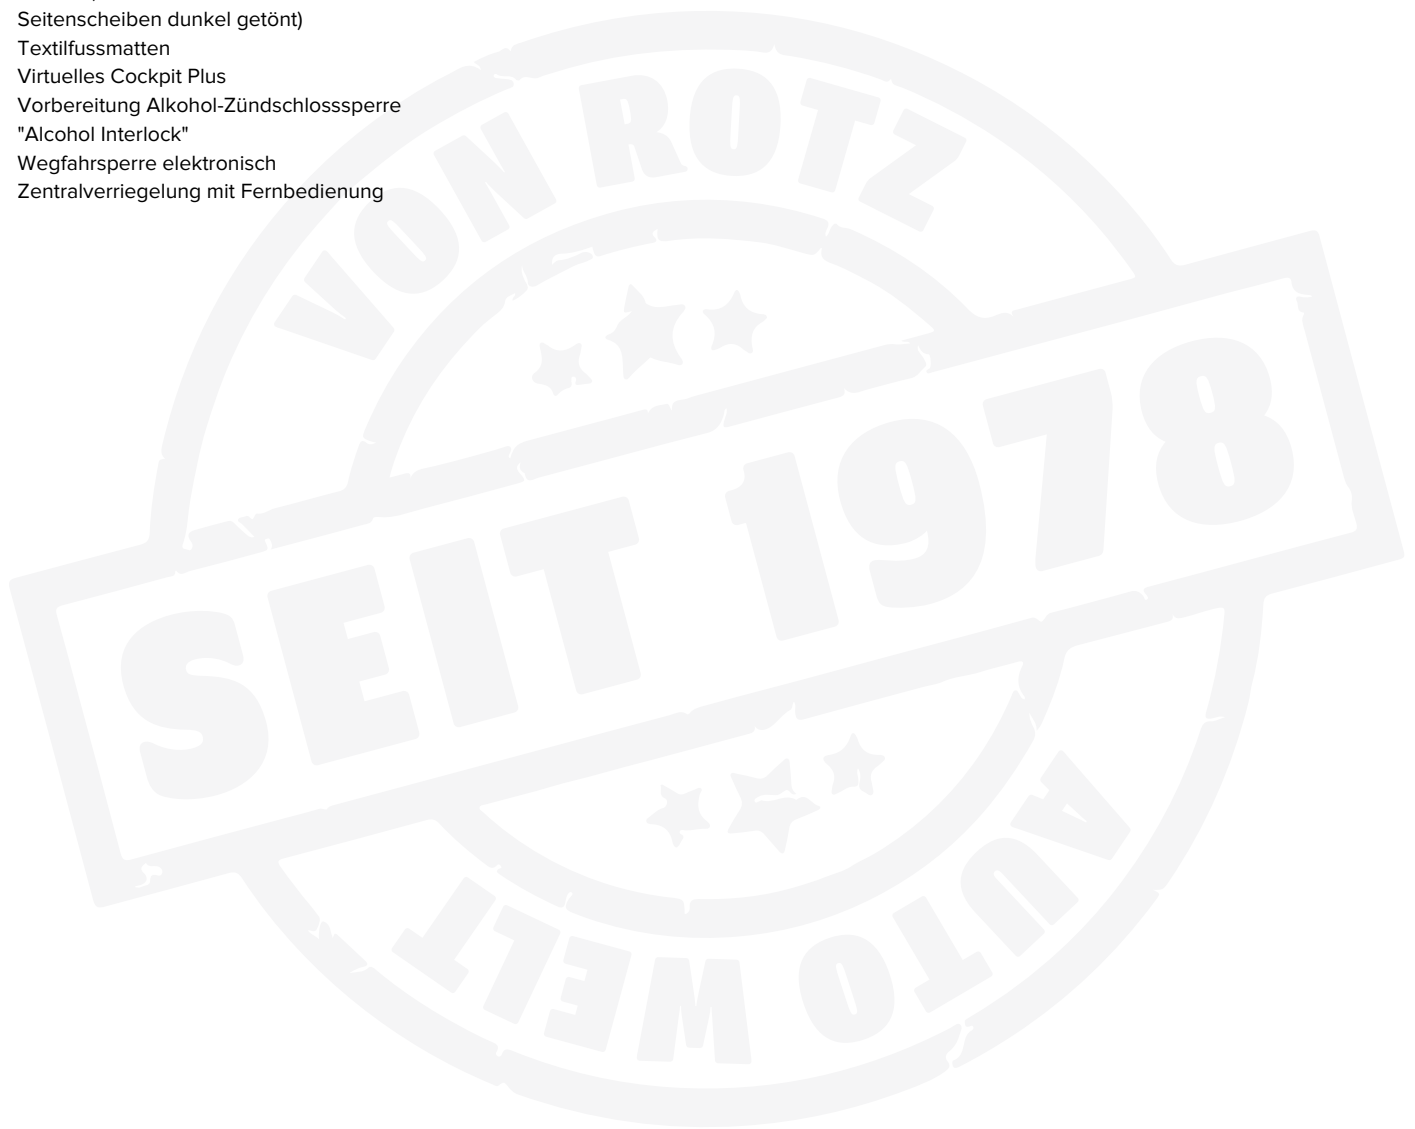 Seitenscheiben dunkel getönt)
Textilfussmatten
Virtuelles Cockpit Plus
Vorbereitung Alkohol-Zündschlosssperre
"Alcohol Interlock"
Wegfahrsperre elektronisch
Zentralverriegelung mit Fernbedienung
VON ROTZ
SEIT 1978
AUTO WELT